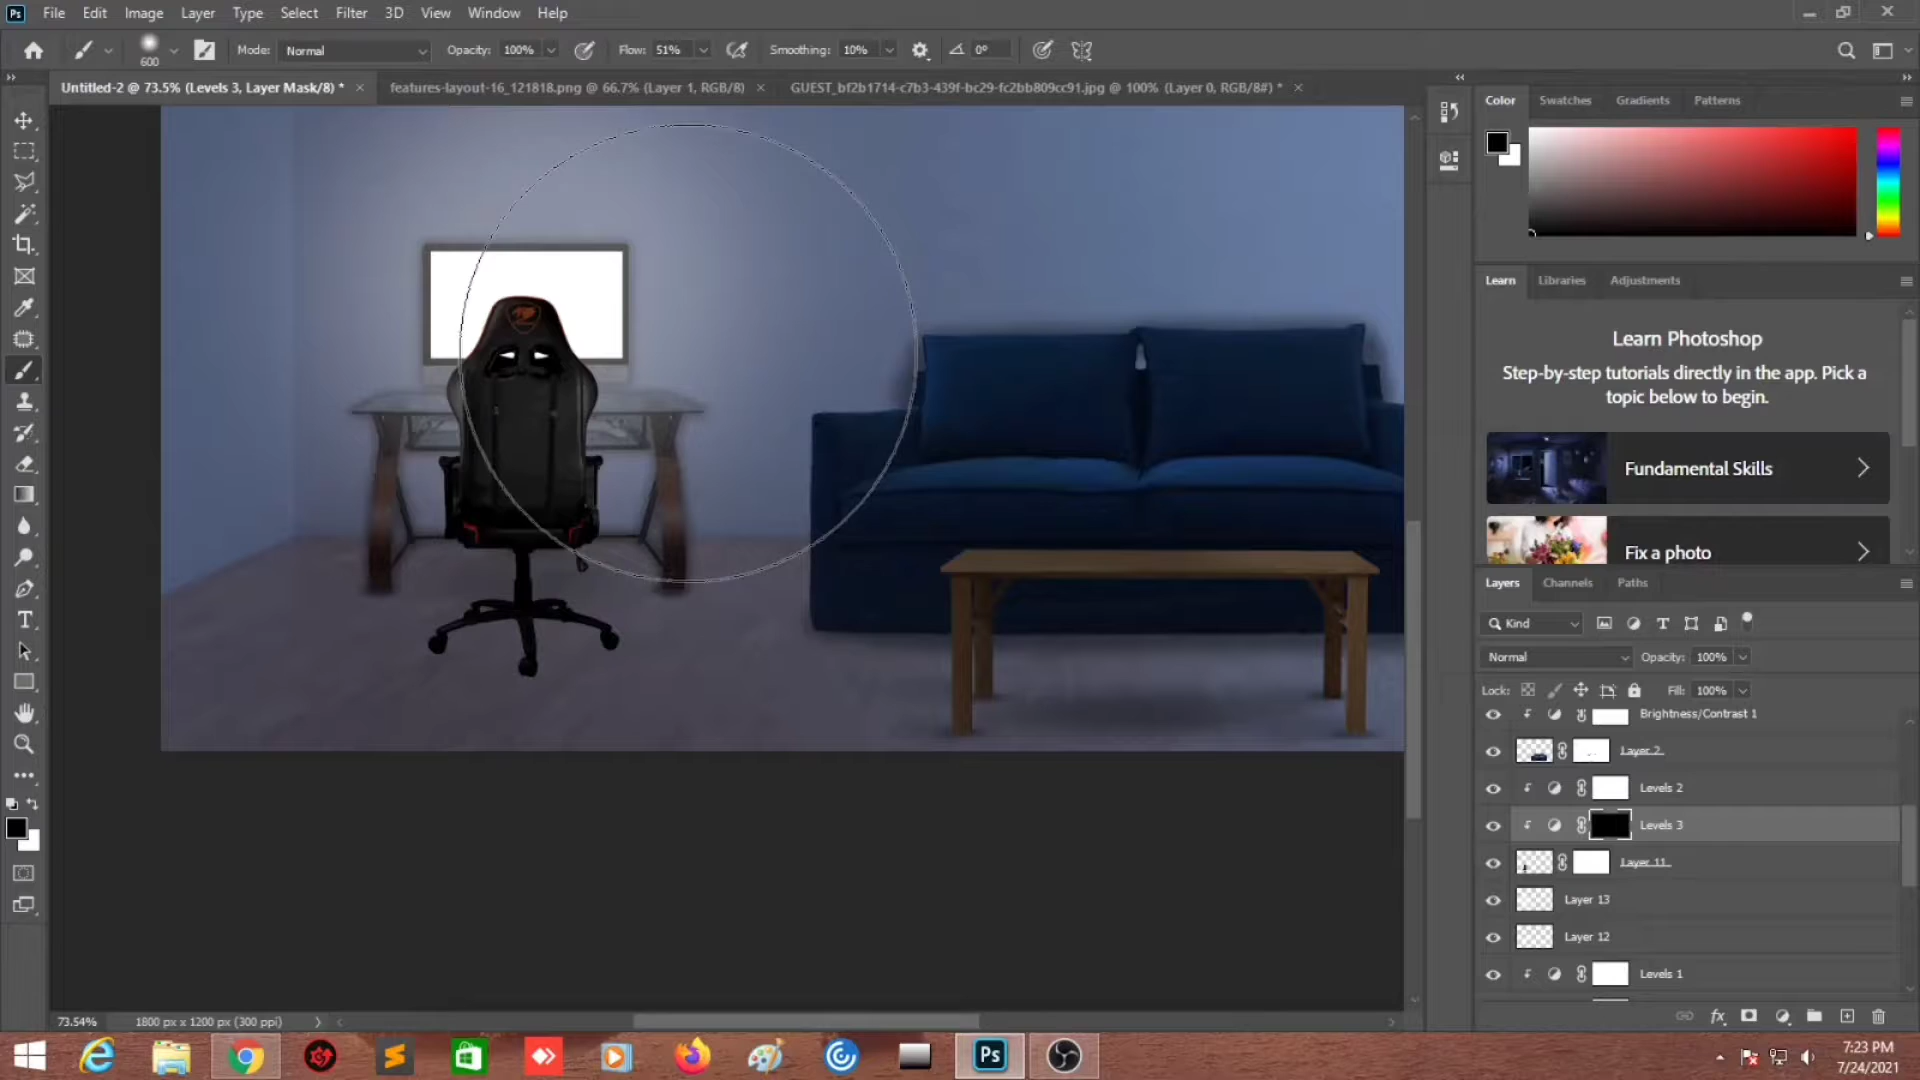 Ps File Edit Image Layer Type Select Filter 3D View Window Help
600 Mode: Normal Opacity: 100% Flow: 51% Smoothing: 10% 0°
Untitled-2 @ 73.5% (Levels 3, Layer Mask/8) * × features-layout-16_121818.png @ 66.7% (Layer 1, RGB/8) × GUEST_bf2b1714-c7b3-439f-bc29-fc2bb809cc91.jpg @ 100% (Layer 0, RGB/8#) * ×
Color Swatches Gradients Patterns
Learn Libraries Adjustments
Learn Photoshop
Step-by-step tutorials directly in the app. Pick a
topic below to begin.
Fundamental Skills
Fix a photo
Layers Channels Paths
Kind
Normal Opacity: 100%
Lock: Fill: 100%
Brightness/Contrast 1
Layer 2
Levels 2
Levels 3
Layer 11
Layer 13
Layer 12
Levels 1
fx
73.54% 1800 px x 1200 px (300 ppi)
Ps
7:23 PM
7/24/2021